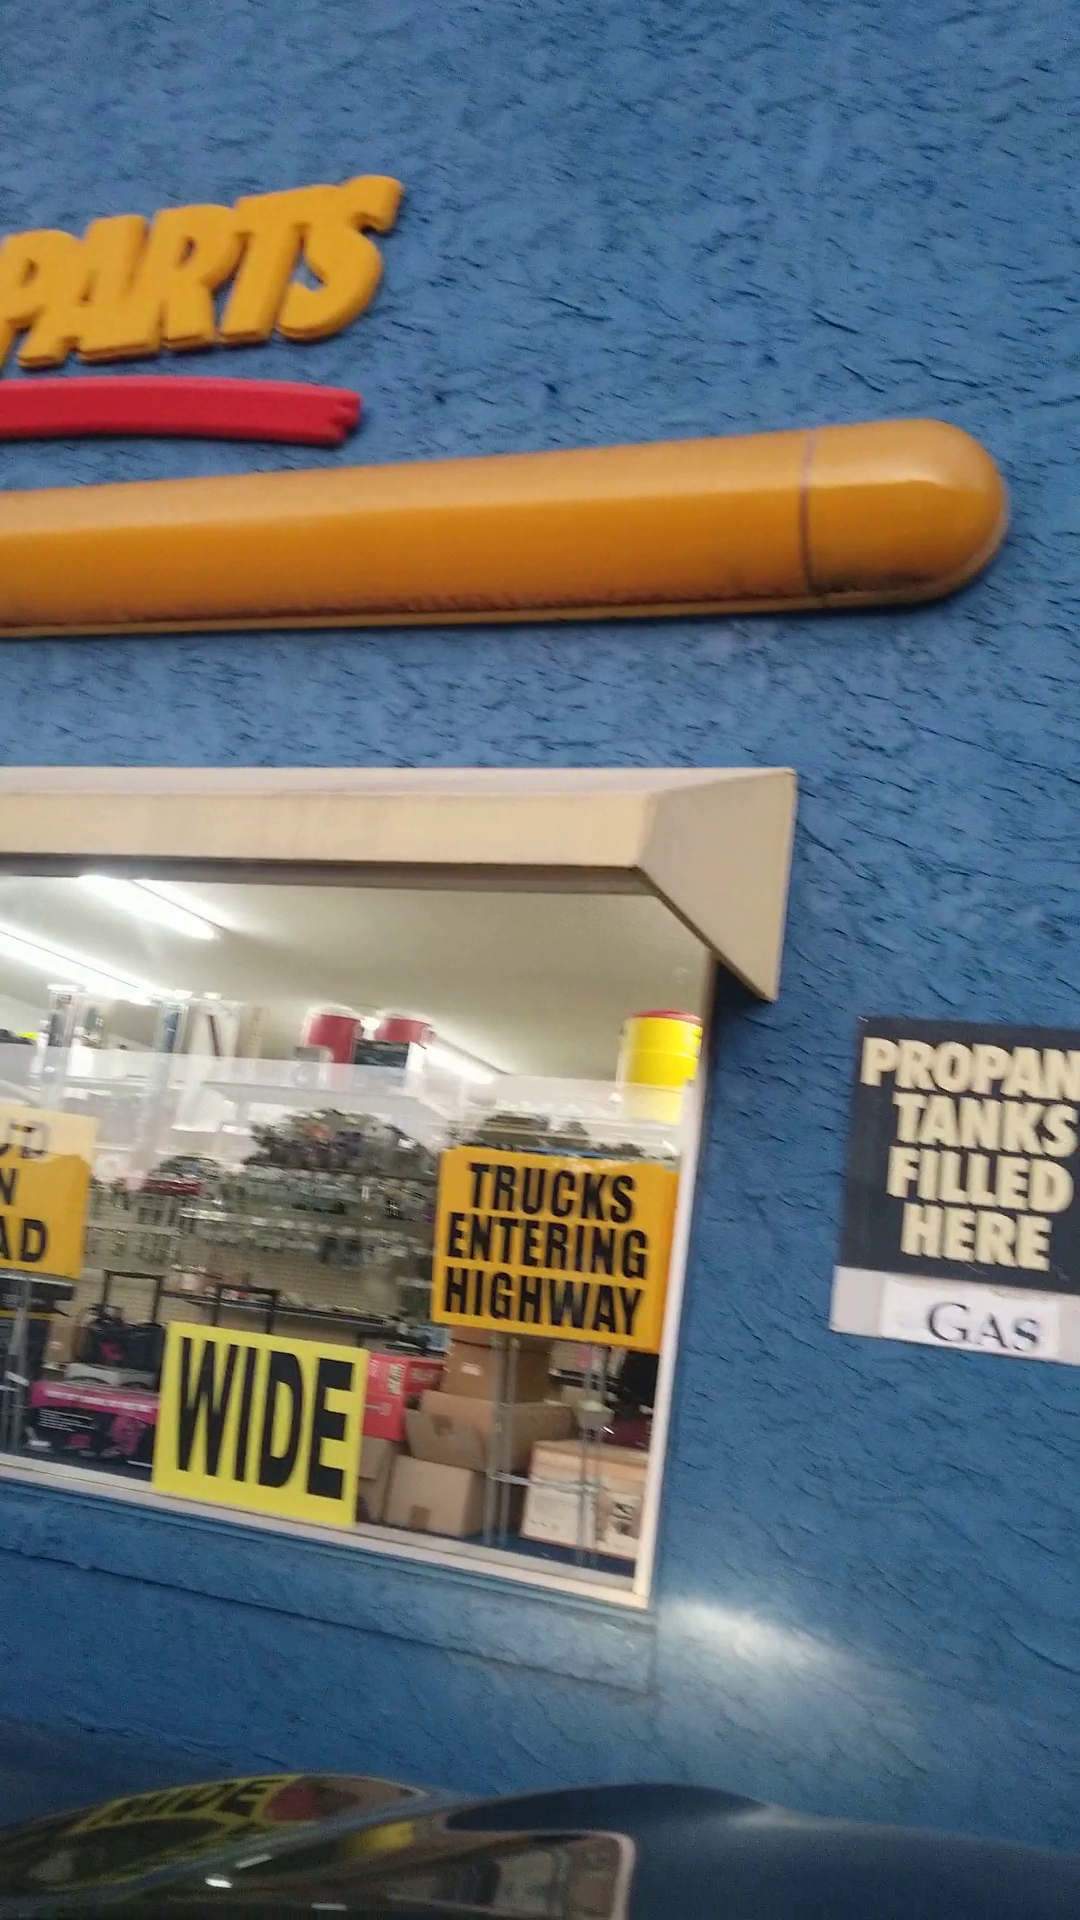 PARTS
TRUCKS
ENTERING
HIGHWAY
WIDE
PROPAN
TANKS
FILLED
HERE
GAS